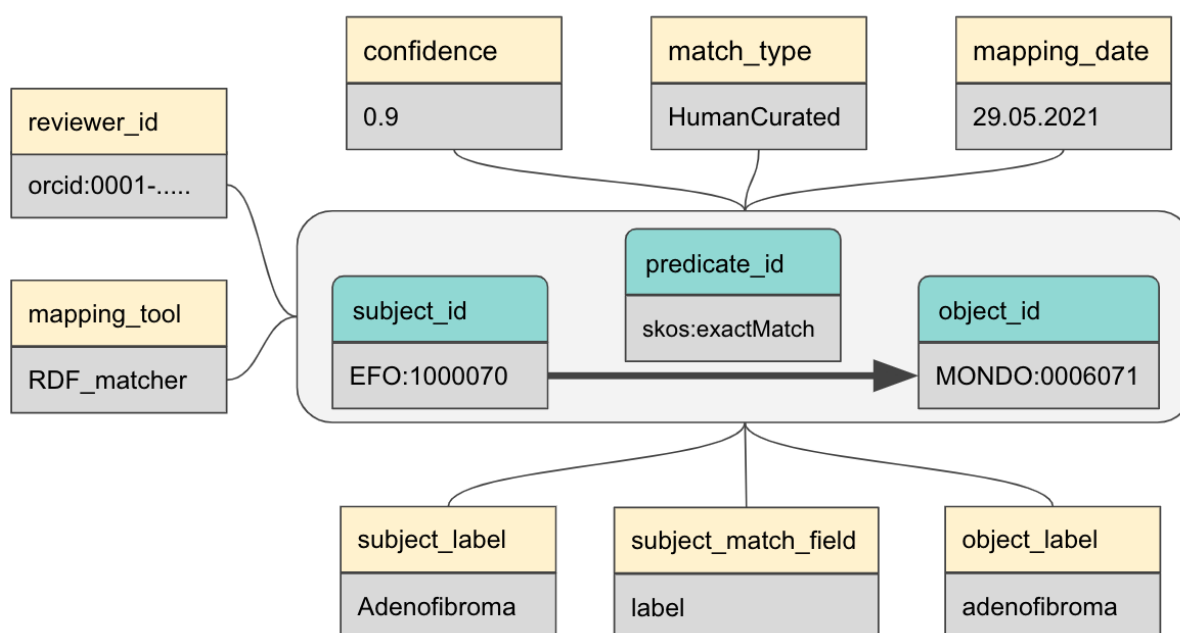 confidence
0.9
match_type
HumanCurated
mapping_date
29.05.2021
reviewer_id
orcid:0001-.....
mapping_tool
RDF_matcher
subject_id
EFO:1000070
predicate_id
skos:exactMatch
object_id
MONDO:0006071
subject_label
Adenofibroma
subject_match_field
label
object_label
adenofibroma